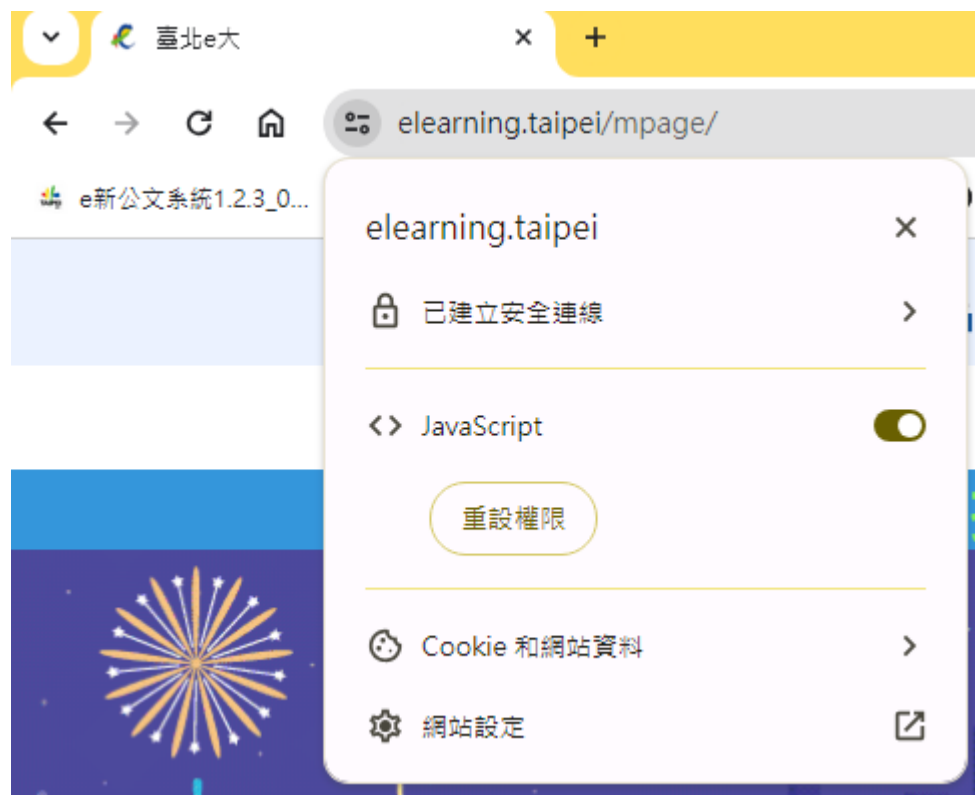 臺北e大
elearning.taipei/mpage/
e新公文系統1.2.3_0...
elearning.taipei
已建立安全連線
JavaScript
重設權限
Cookie 和網站資料
網站設定